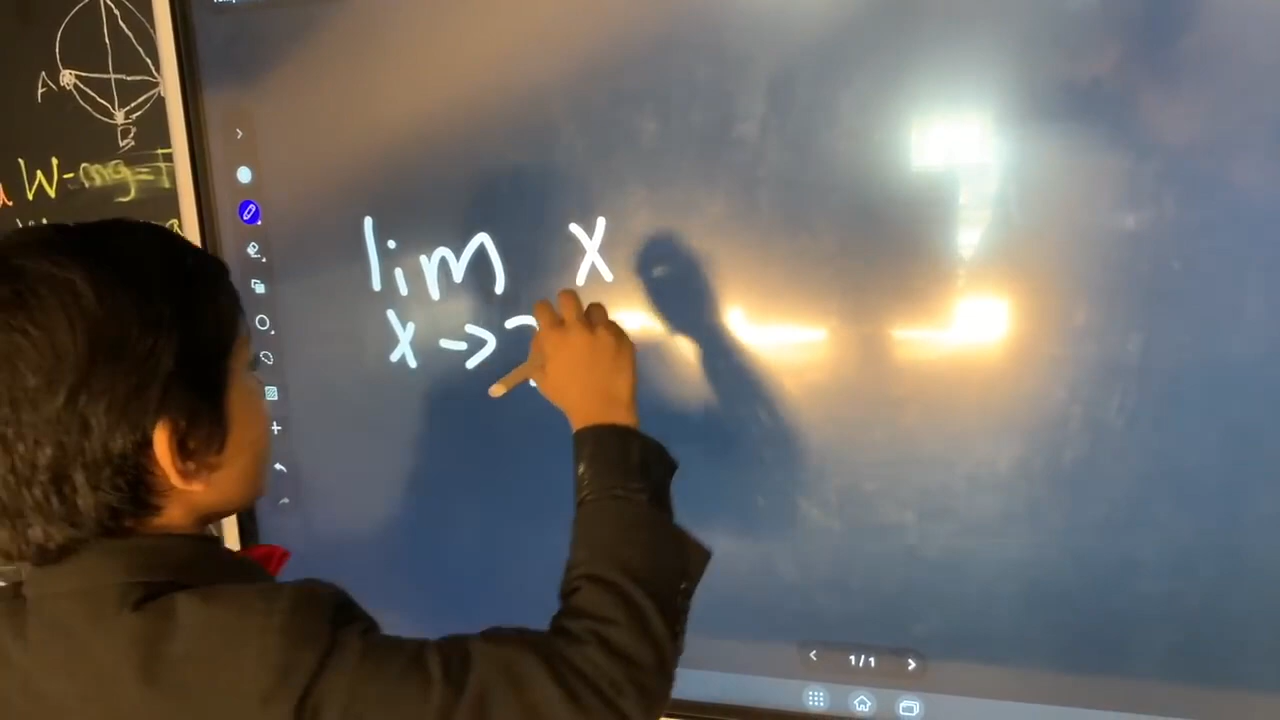 A
B
W-mg=F
lim x
x →
1/1